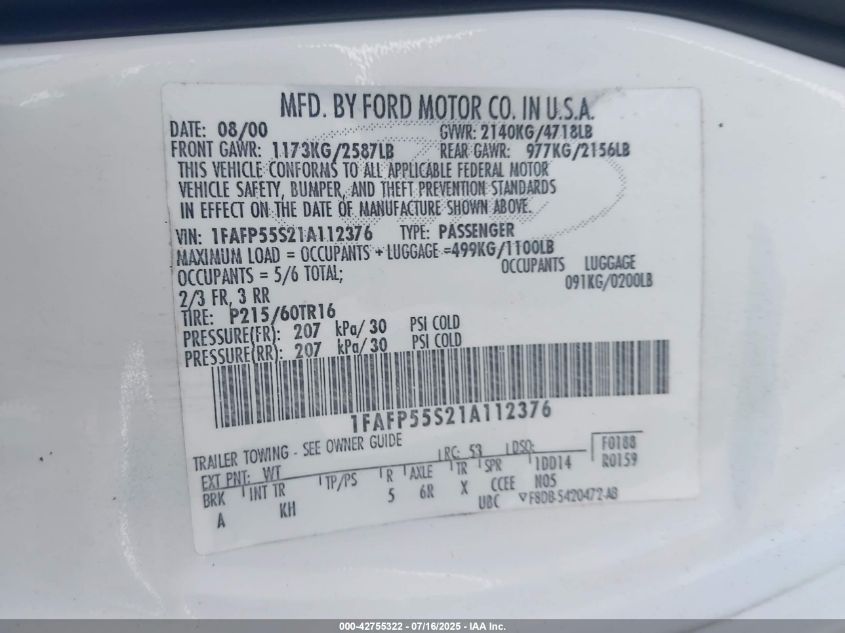 MFD. BY FORD MOTOR CO. IN U.S.A.
DATE: 08/00 GVWR: 2140KG/4718LB
FRONT GAWR: 1173KG/2587LB REAR GAWR: 977KG/2156LB
THIS VEHICLE CONFORMS TO ALL APPLICABLE FEDERAL MOTOR
VEHICLE SAFETY, BUMPER, AND THEFT PREVENTION STANDARDS
IN EFFECT ON THE DATE OF MANUFACTURE SHOWN ABOVE.
VIN: 1FAFP55S21A112376 TYPE: PASSENGER
MAXIMUM LOAD = OCCUPANTS + LUGGAGE =499KG/1100LB
OCCUPANTS = 5/6 TOTAL; OCCUPANTS LUGGAGE
2/3 FR, 3 RR 091KG/0200LB
TIRE: P215/60TR16
PRESSURE(FR): 207 kPa/ 30 PSI COLD
PRESSURE(RR): 207 kPa/ 30 PSI COLD
1FAFP55S21A112376
TRAILER TOWING - SEE OWNER GUIDE
EXT PNT: WT RC: 53 DSO: F0188
BRK INT TR TP/PS R AXLE TR SPR 1DD14 R0159
A KH 5 6R X CCEE NOS
UBC F8DB-5420472-AB
000-42755322 - 07/16/2025 - IAA Inc.